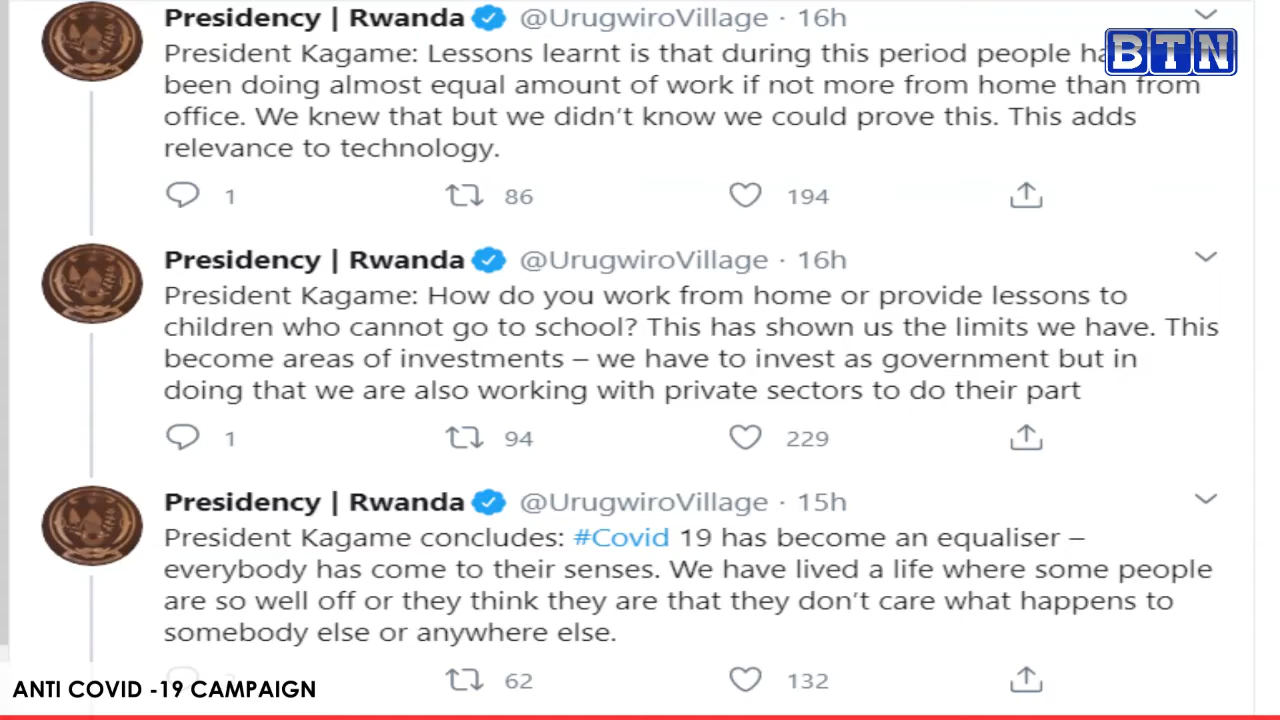 Presidency | Rwanda @UrugwiroVillage · 16h
BTN
President Kagame: Lessons learnt is that during this period people
been doing almost equal amount of work if not more from home than from
office. We knew that but we didn't know we could prove this. This adds
relevance to technology.
1 86 194
Presidency | Rwanda @UrugwiroVillage · 16h
President Kagame: How do you work from home or provide lessons to
children who cannot go to school? This has shown us the limits we have. This
become areas of investments – we have to invest as government but in
doing that we are also working with private sectors to do their part
1 94 229
Presidency | Rwanda @UrugwiroVillage · 15h
President Kagame concludes: #Covid 19 has become an equaliser –
everybody has come to their senses. We have lived a life where some people
are so well off or they think they are that they don't care what happens to
somebody else or anywhere else.
62 132
ANTI COVID -19 CAMPAIGN